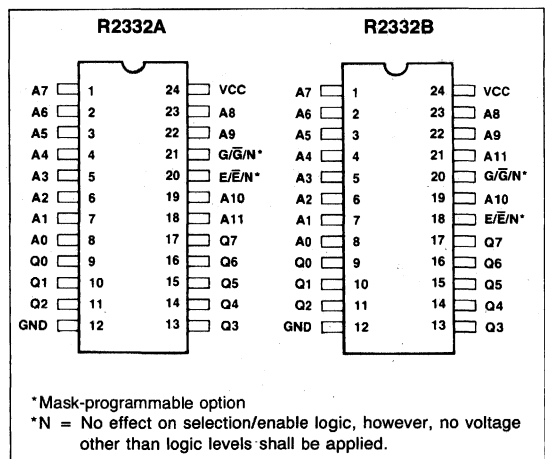 R2332A R2332B
A7 1 24 VCC A7 1 24 VCC
A6 2 23 A8 A6 2 23 A8
A5 3 22 A9 A5 3 22 A9
A4 4 21 G/G̅/N* A4 4 21 A11
A3 5 20 E/E̅/N* A3 5 20 G/G̅/N*
A2 6 19 A10 A2 6 19 A10
A1 7 18 A11 A1 7 18 E/E̅/N*
A0 8 17 Q7 A0 8 17 Q7
Q0 9 16 Q6 Q0 9 16 Q6
Q1 10 15 Q5 Q1 10 15 Q5
Q2 11 14 Q4 Q2 11 14 Q4
GND 12 13 Q3 GND 12 13 Q3
*Mask-programmable option
*N = No effect on selection/enable logic, however, no voltage
other than logic levels shall be applied.